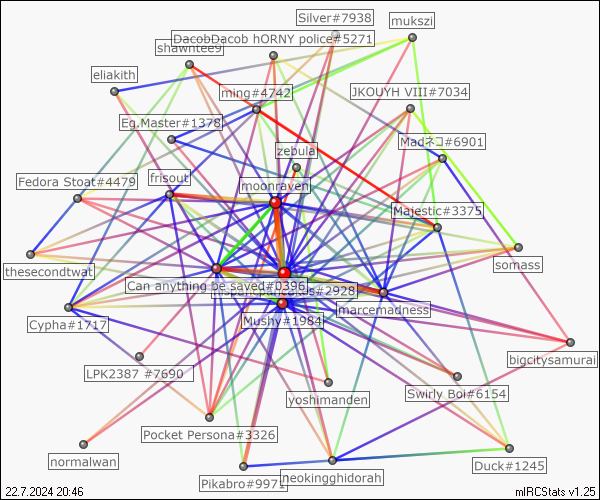 Silver#7938
mukszi
DacobDacob hORNY police#5271
shawntee9
eliakith
ming#4742
JKOUYH VIII#7034
Eg.Master#1378
Madネコ#6901
zebula
Fedora Stoat#4479
frisout
moonraven
Majestic#3375
somass
thesecondtwat
Can anything be saved#0396
#2928
marcemadness
Cypha#1717
Mushy#1984
bigcitysamurai
LPK2387 #7690
yoshimanden
Swirly Boi#6154
Pocket Persona#3326
normalwan
Duck#1245
Pikabro#9971
neokingghidorah
22.7.2024 20:46
mIRCStats v1.25